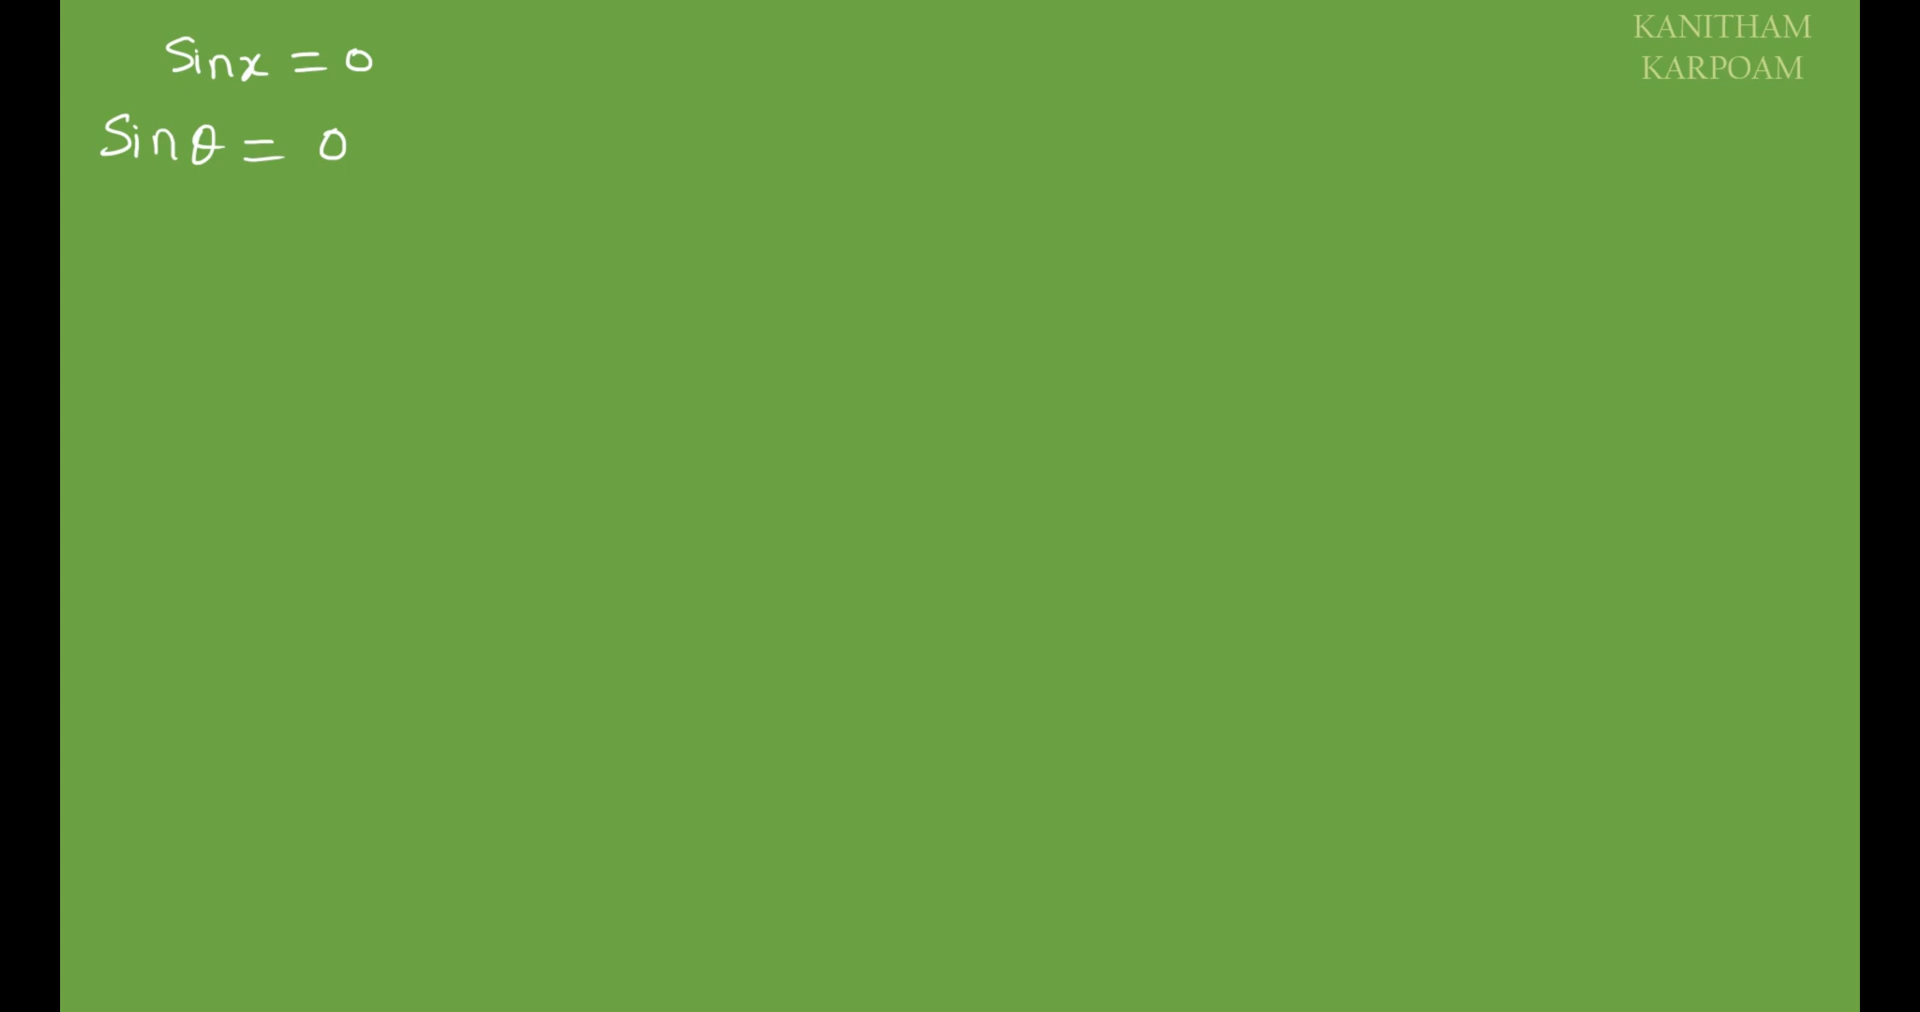 Sinx = 0
Sinθ = 0
KANITHAM
KARPOAM